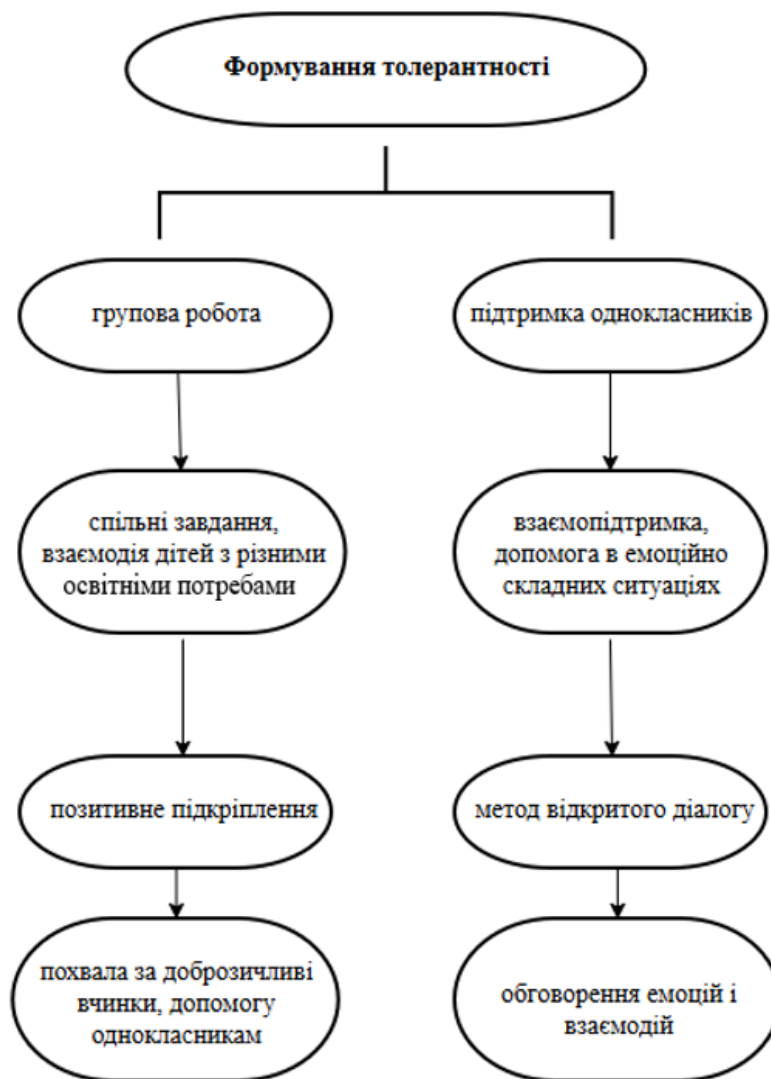 Формування толерантності
групова робота
підтримка однокласників
спільні завдання,
взаємодія дітей з різними
освітніми потребами
взаємопідтримка,
допомога в емоційно
складних ситуаціях
позитивне підкріплення
метод відкритого діалогу
похвала за доброзичливі
вчинки, допомогу
однокласникам
обговорення емоцій і
взаємодій